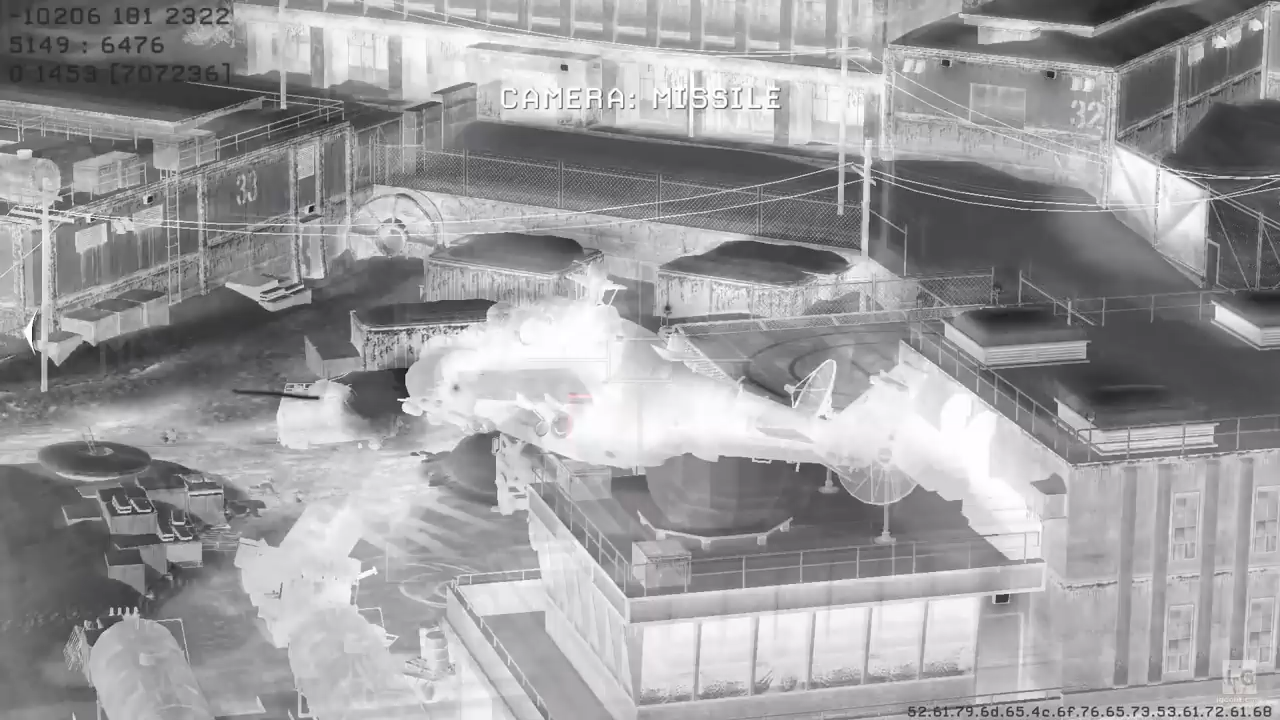 -10206 181 2322
5149 : 6476
0 1453 [707236]
CAMERA: MISSILE
32
33
52.61.79.6d.65.4c.6f.76.65.73.53.61.72.61.68